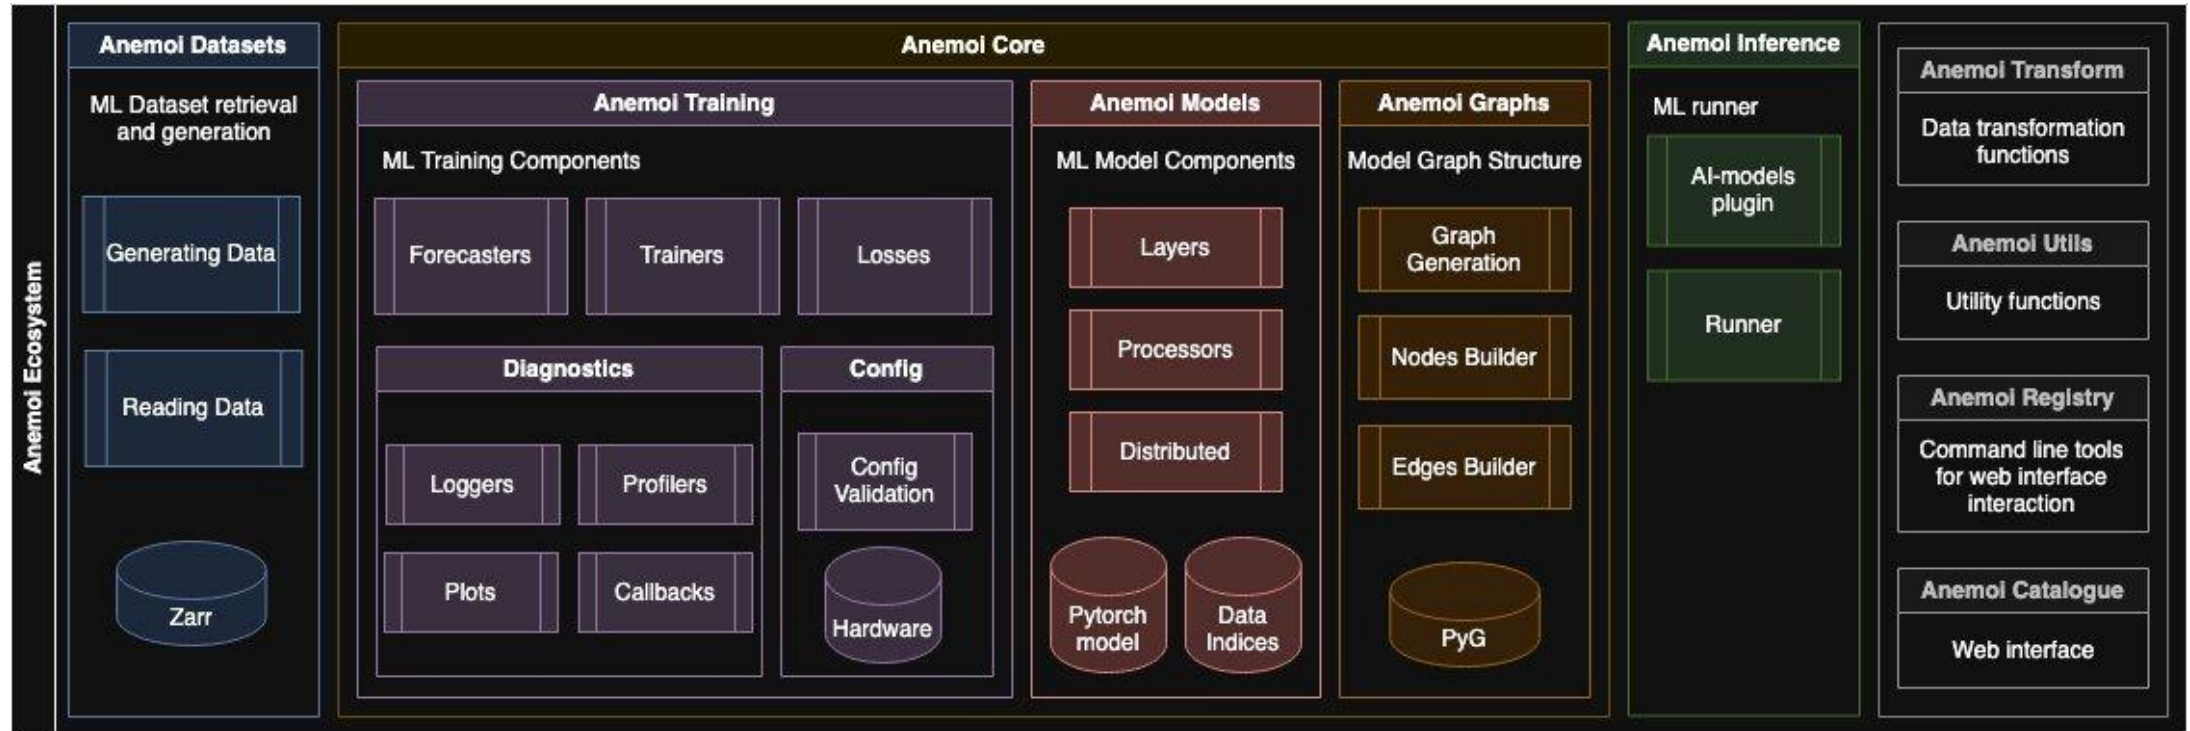 Anemoi Ecosystem
Anemoi Datasets
ML Dataset retrieval
and generation
Generating Data
Reading Data
Zarr
Anemoi Core
Anemoi Training
ML Training Components
Forecasters
Trainers
Losses
Diagnostics
Loggers
Profilers
Plots
Callbacks
Config
Config
Validation
Hardware
Anemoi Models
ML Model Components
Layers
Processors
Distributed
Pytorch
model
Data
Indices
Anemoi Graphs
Model Graph Structure
Graph
Generation
Nodes Builder
Edges Builder
PyG
Anemoi Inference
ML runner
AI-models
plugin
Runner
Anemoi Transform
Data transformation
functions
Anemoi Utils
Utility functions
Anemoi Registry
Command line tools
for web interface
interaction
Anemoi Catalogue
Web interface